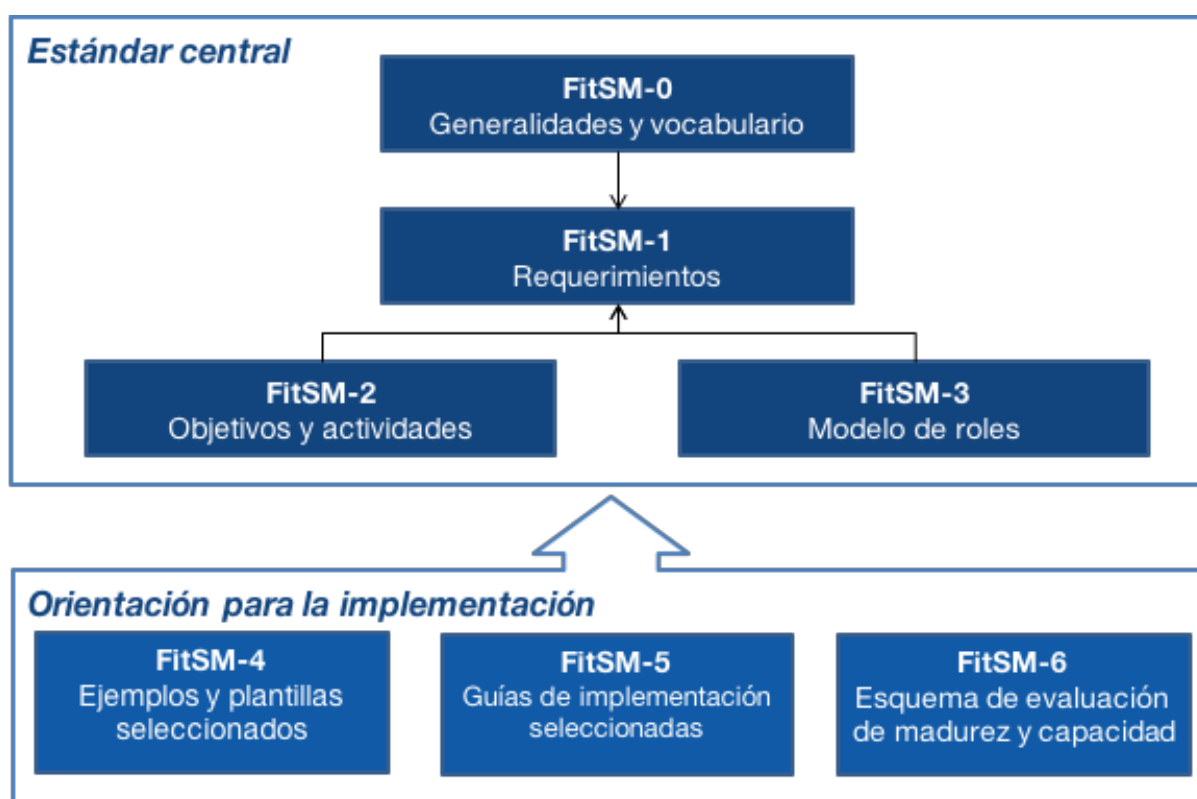 Estándar central
FitSM-0
Generalidades y vocabulario
FitSM-1
Requerimientos
FitSM-2
Objetivos y actividades
FitSM-3
Modelo de roles
Orientación para la implementación
FitSM-4
Ejemplos y plantillas
seleccionados
FitSM-5
Guías de implementación
seleccionadas
FitSM-6
Esquema de evaluación
de madurez y capacidad